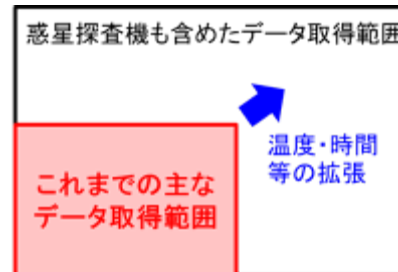 惑星探査機も含めたデータ取得範囲
温度・時間
等の拡張
これまでの主な
データ取得範囲